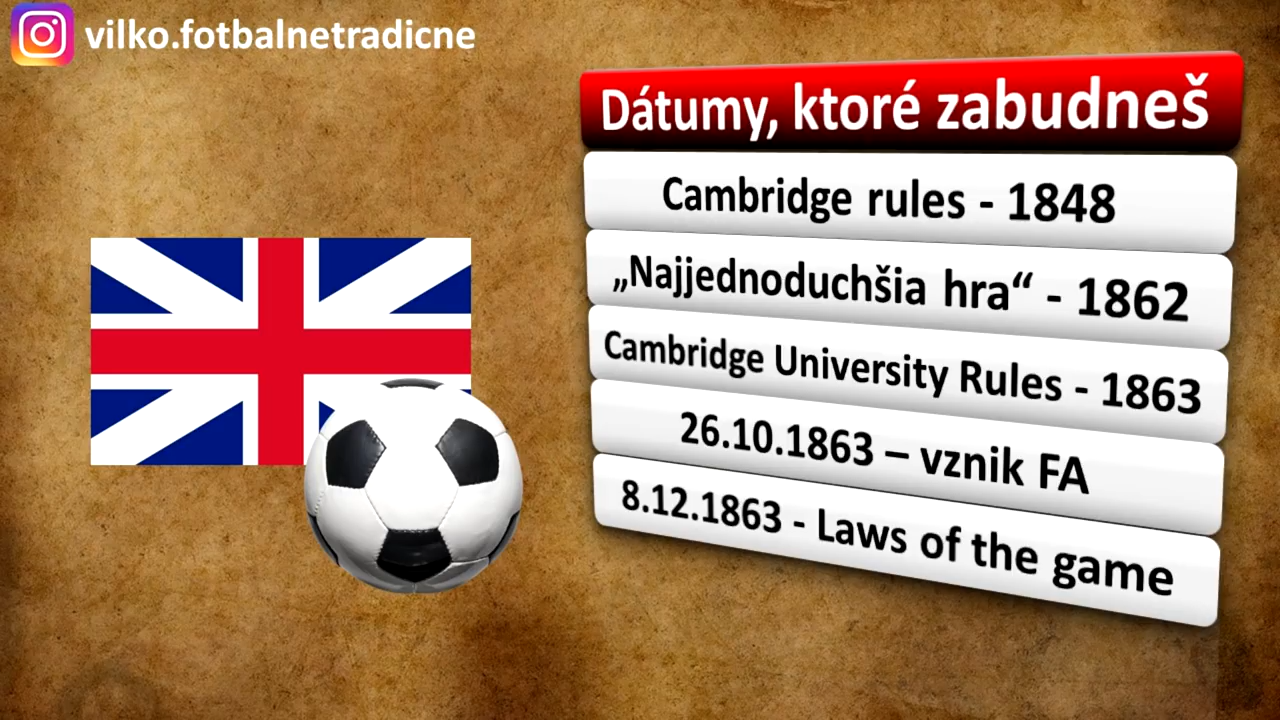 vilko.fotbalnetradicne
Dátumy, ktoré zabudneš
Cambridge rules - 1848
„Najjednoduchšia hra“ - 1862
Cambridge University Rules - 1863
26.10.1863 – vznik FA
8.12.1863 - Laws of the game